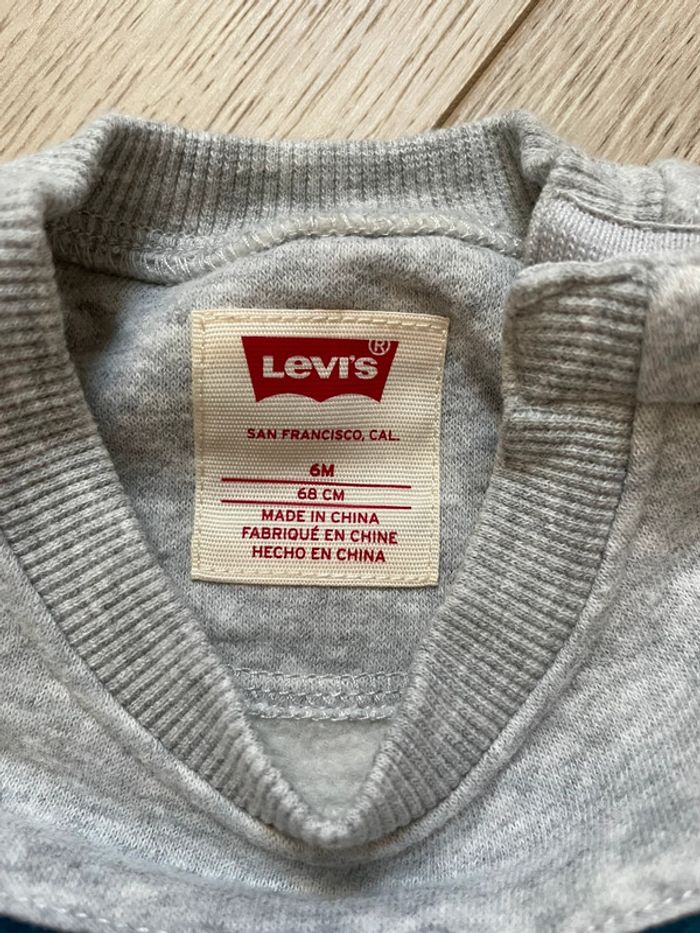 Levi's ®
SAN FRANCISCO, CAL.
6M
68 CM
MADE IN CHINA
FABRIQUÉ EN CHINE
HECHO EN CHINA